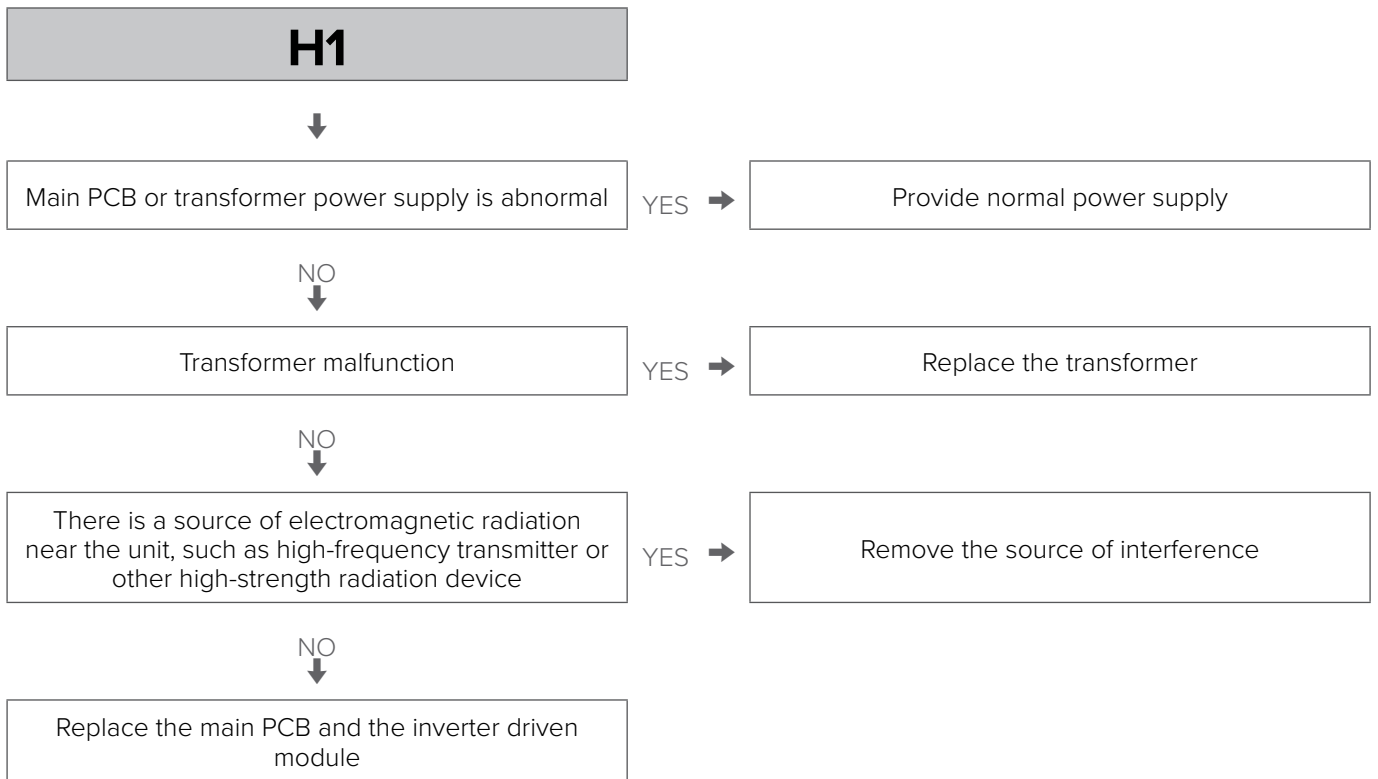 H1
Main PCB or transformer power supply is abnormal
YES
Provide normal power supply
NO
Transformer malfunction
YES
Replace the transformer
NO
There is a source of electromagnetic radiation
near the unit, such as high-frequency transmitter or
other high-strength radiation device
YES
Remove the source of interference
NO
Replace the main PCB and the inverter driven
module